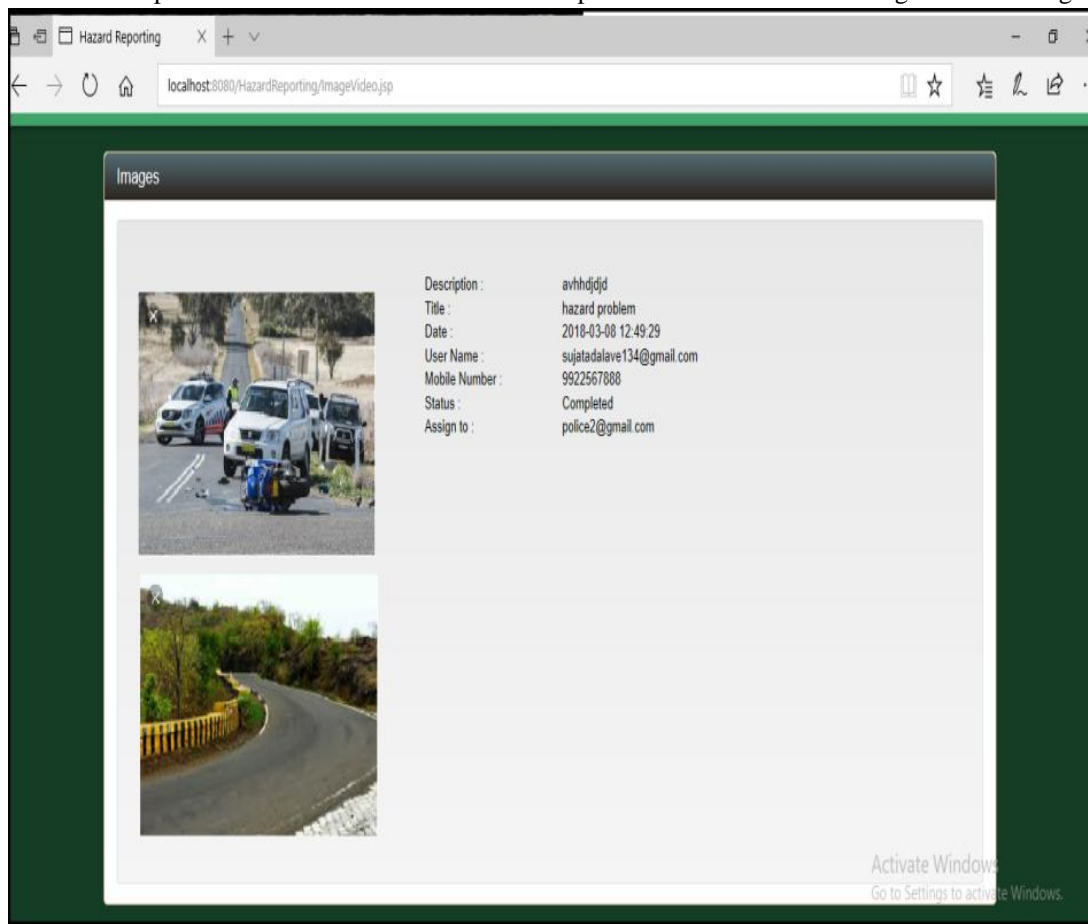 Hazard Reporting
localhost:8080/HazardReporting/ImageVideo.jsp
Images
Description : avhhdjdjd
Title : hazard problem
Date : 2018-03-08 12:49:29
User Name : sujatadalave134@gmail.com
Mobile Number : 9922567888
Status : Completed
Assign to : police2@gmail.com
Activate Windows
Go to Settings to activate Windows.